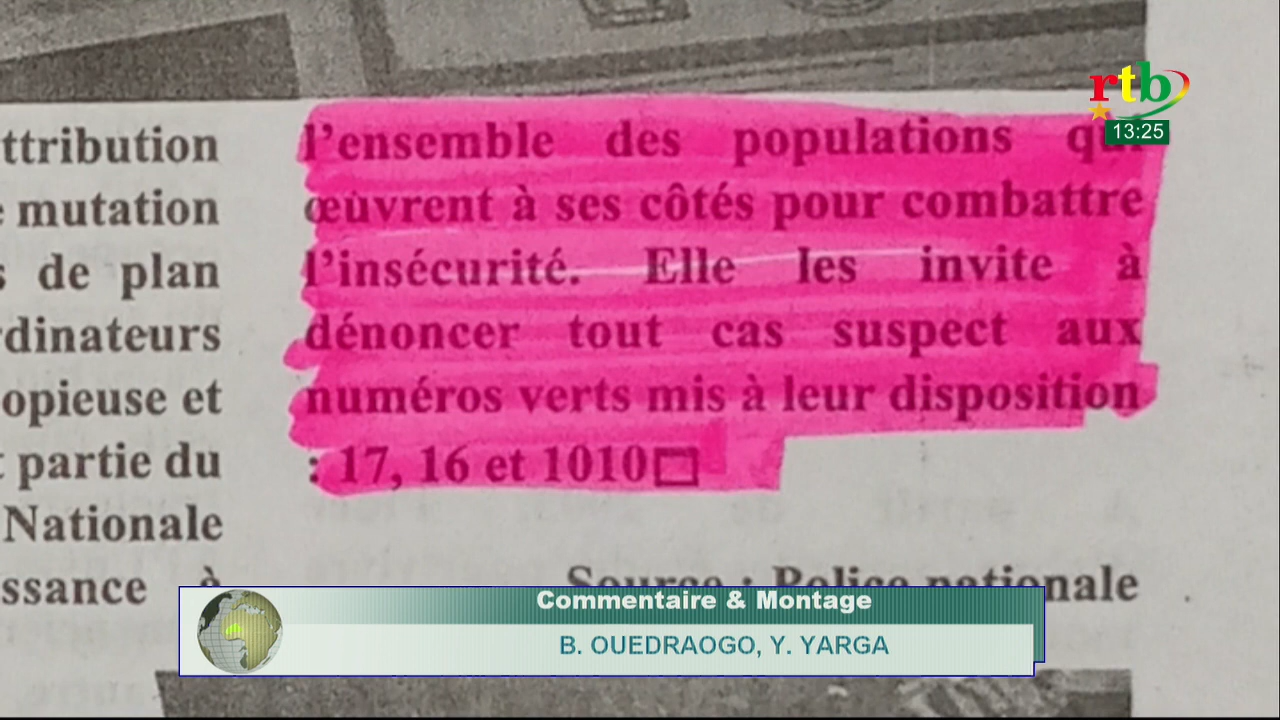 rtb
13:25
ttribution
mutation
de plan
rdinateurs
opieuse et
partie du
Nationale
ssance à
l'ensemble des populations qui
œuvrent à ses côtés pour combattre
l'insécurité. Elle les invite à
dénoncer tout cas suspect aux
numéros verts mis à leur disposition
: 17, 16 et 1010
Source : Police nationale
Commentaire & Montage
B. OUEDRAOGO, Y. YARGA